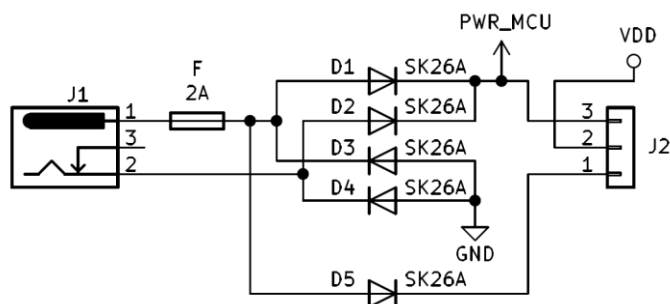 PWR_MCU
VDD
F
2A
J1
1
3
2
D1 SK26A
D2 SK26A
D3 SK26A
D4 SK26A
GND
D5 SK26A
3
2
1
J2